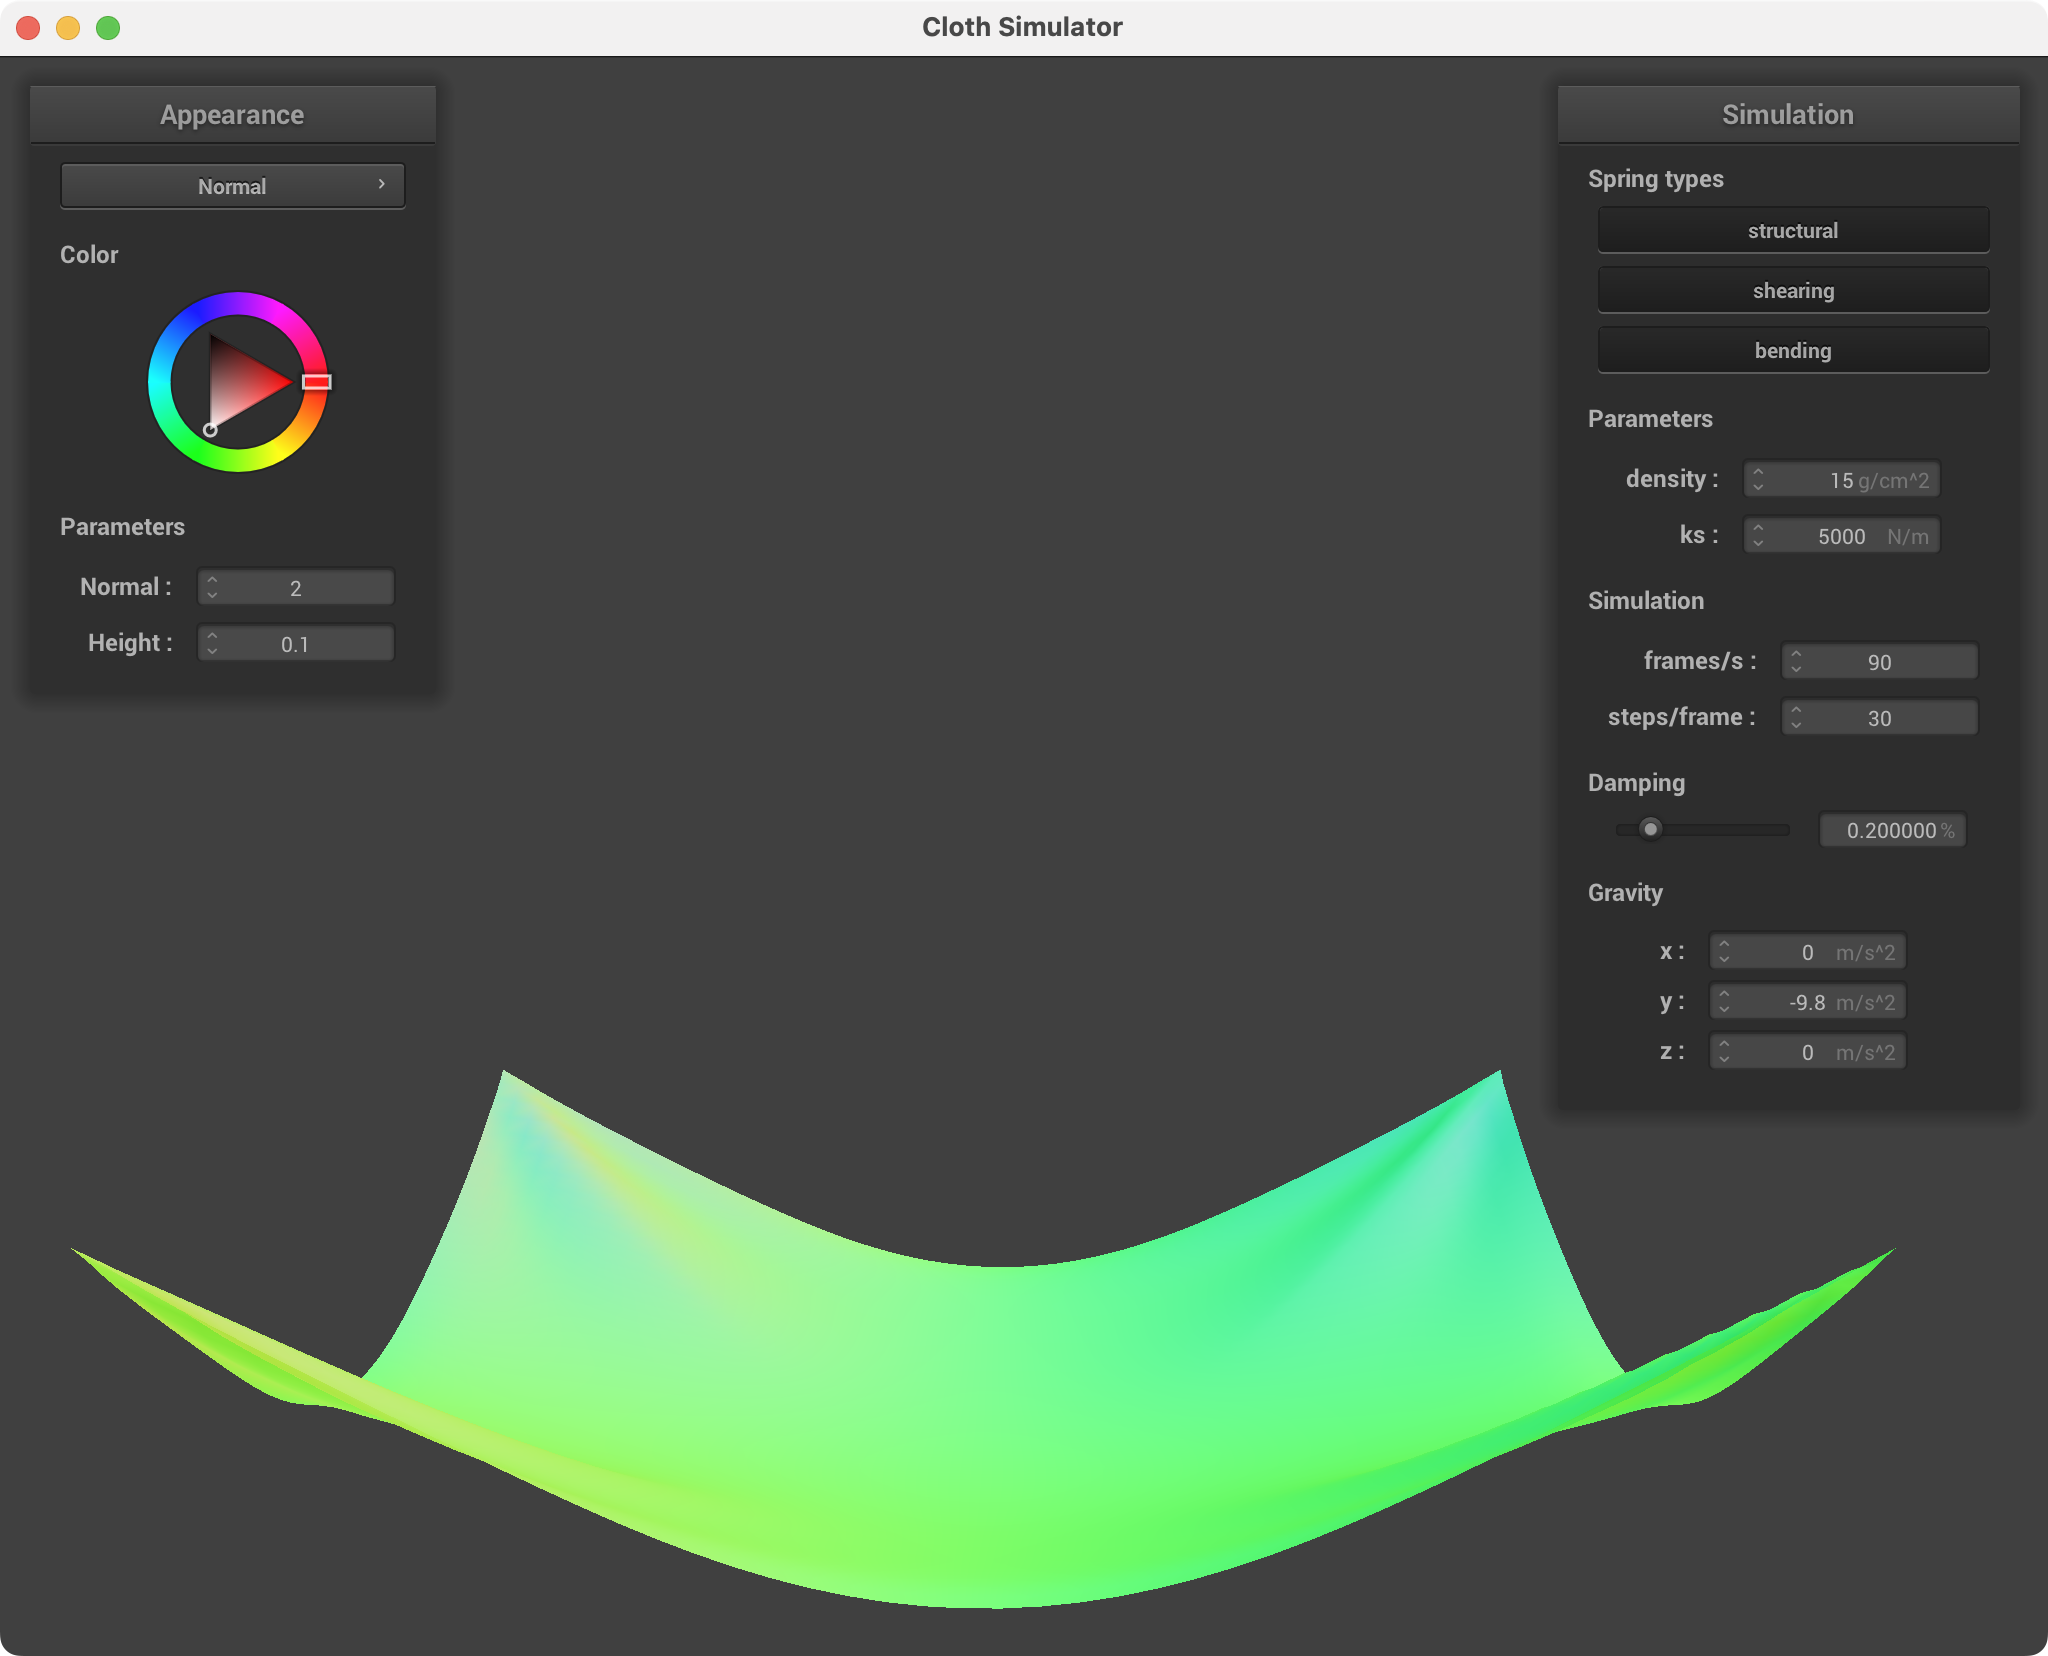 Cloth Simulator
Appearance
Normal
Color
Parameters
Normal : 2
Height : 0.1
Simulation
Spring types
structural
shearing
bending
Parameters
density : 15 g/cm^2
ks : 5000 N/m
Simulation
frames/s : 90
steps/frame : 30
Damping
0.200000 %
Gravity
x : 0 m/s^2
y : -9.8 m/s^2
z : 0 m/s^2